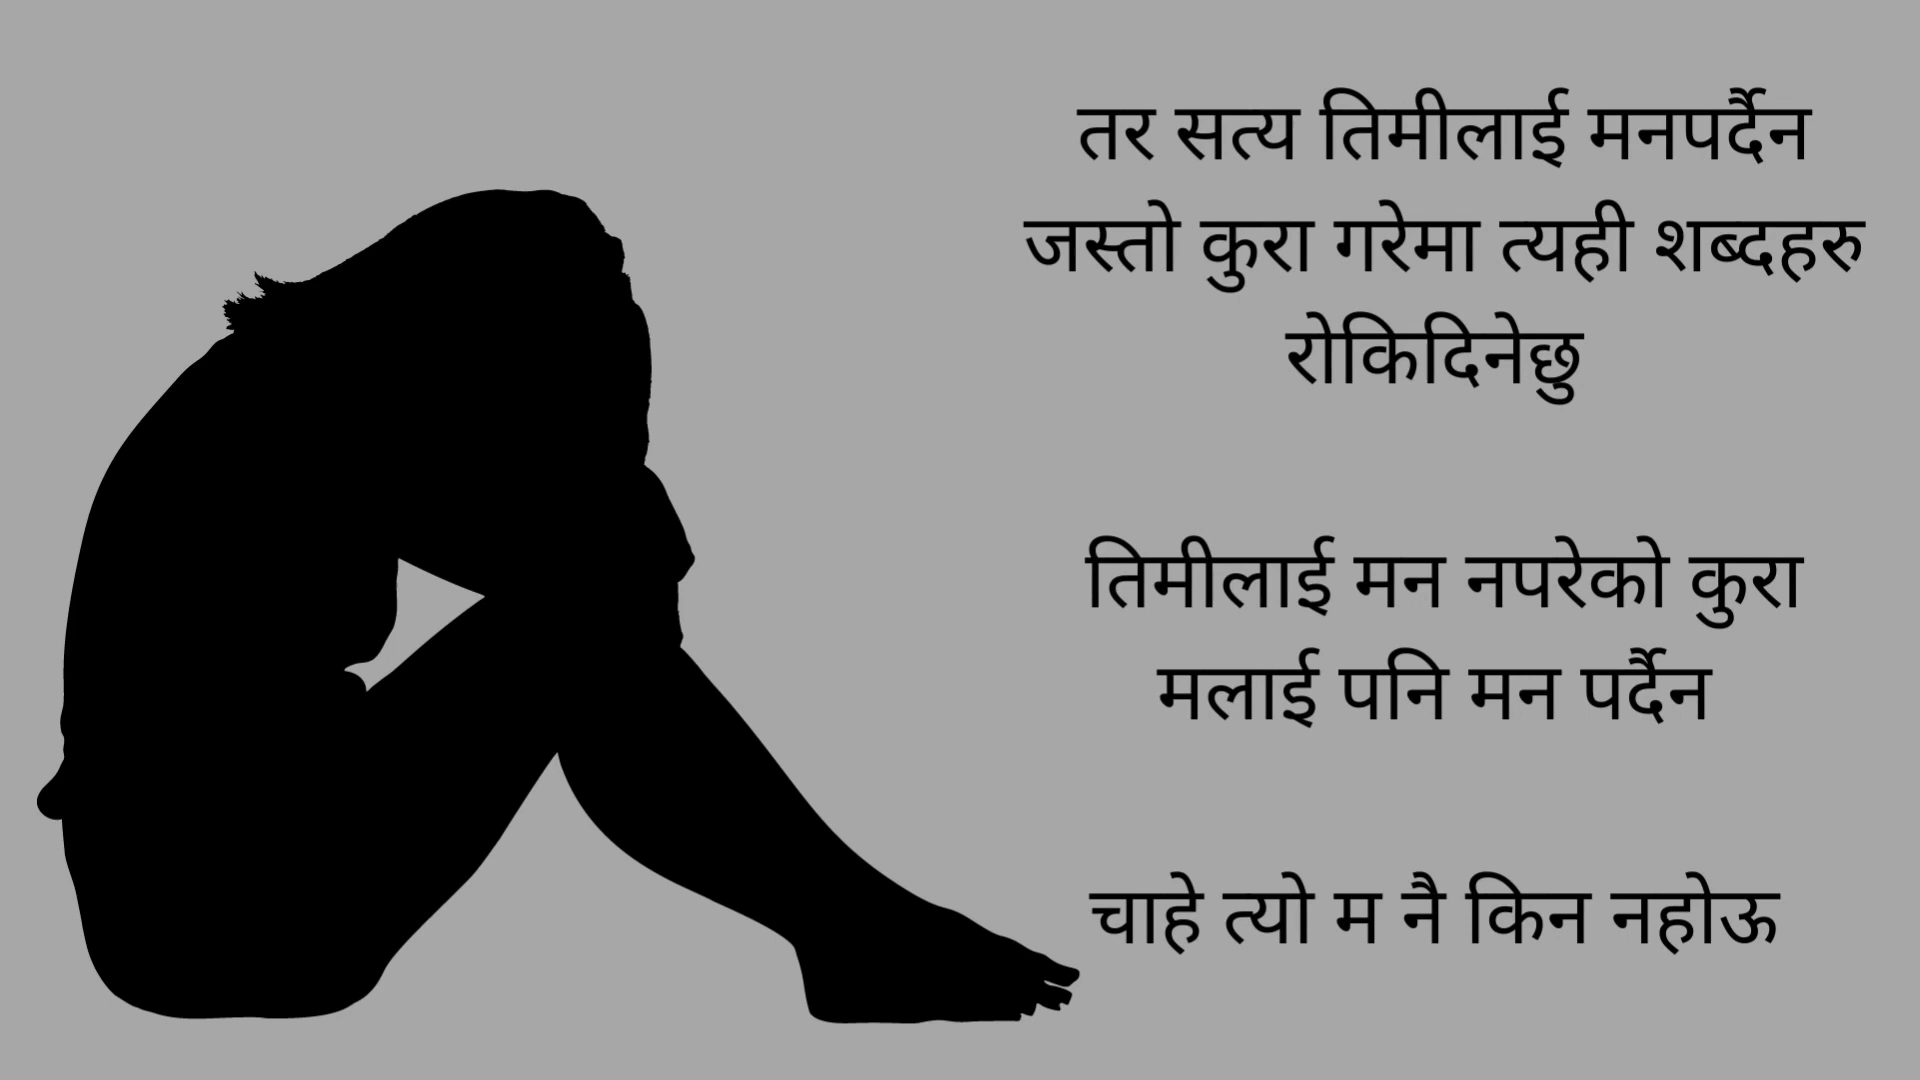 तर सत्य तिमीलाई मनपर्दैन
जस्तो कुरा गरेमा त्यही शब्दहरु
रोकिदिनेछु
तिमीलाई मन नपरेको कुरा
मलाई पनि मन पर्दैन
चाहे त्यो म नै किन नहोऊ